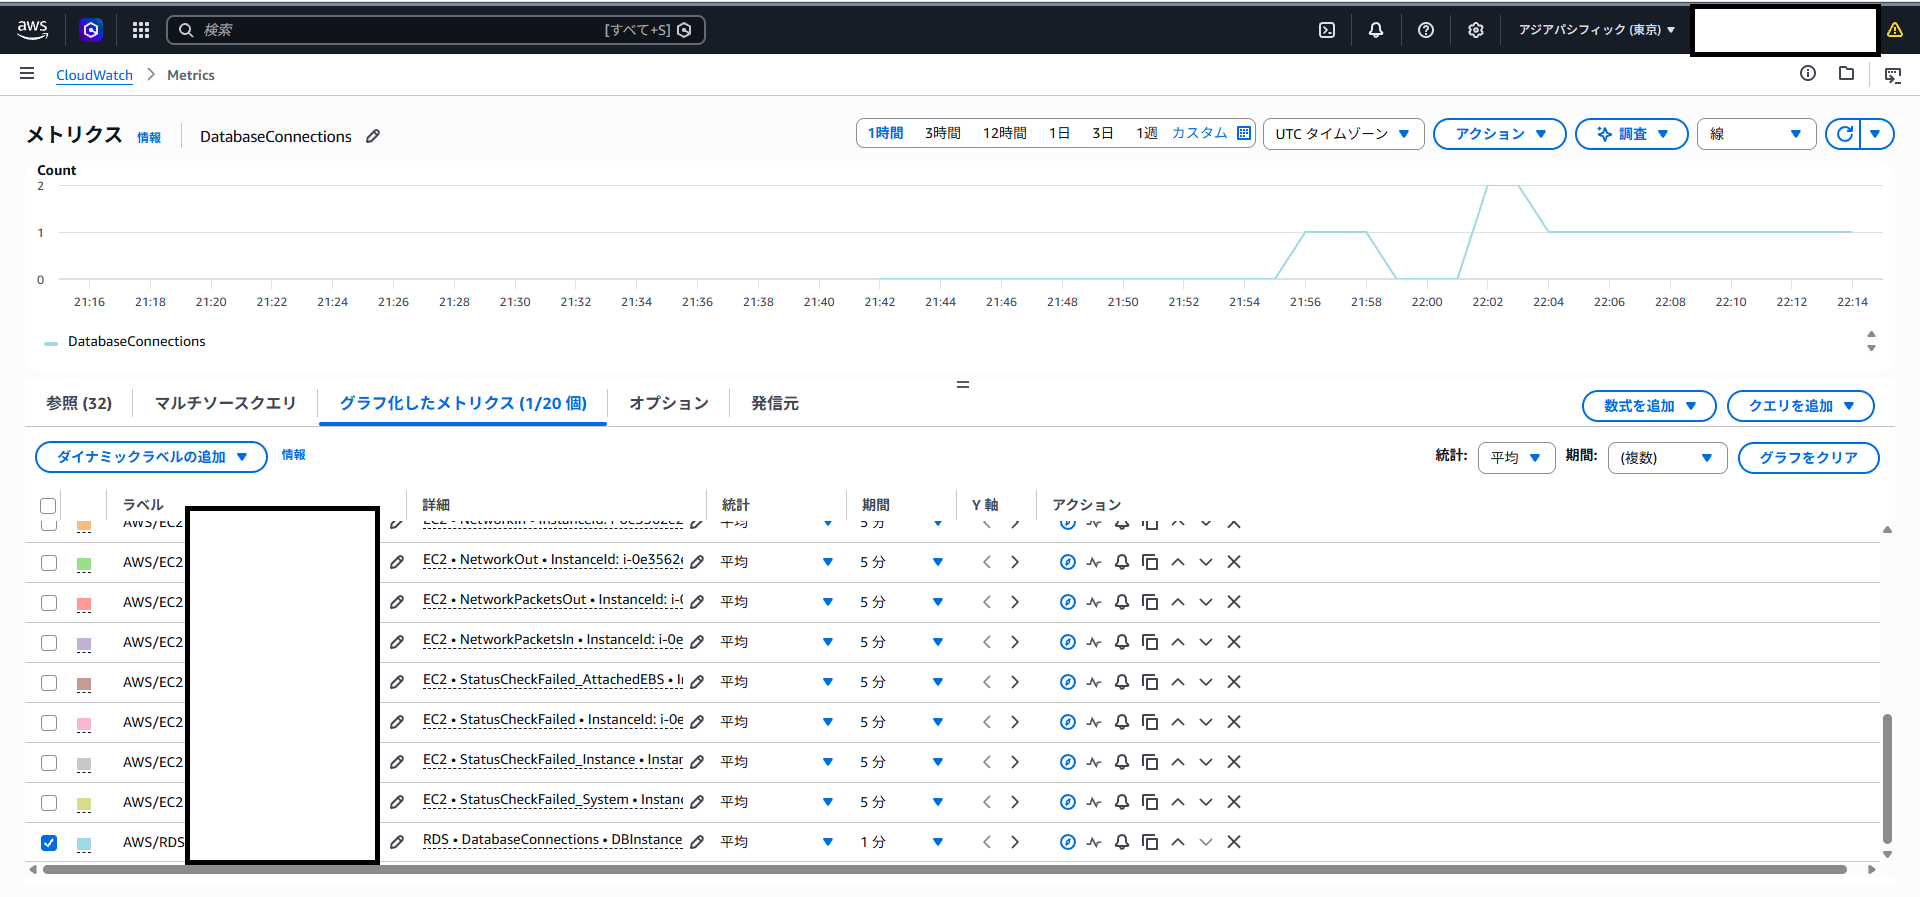 aws
検索 [すべて+S]
アジアパシフィック (東京)
CloudWatch > Metrics
メトリクス 情報 DatabaseConnections
1時間 3時間 12時間 1日 3日 1週 カスタム UTC タイムゾーン アクション 調査 線
Count
2
1
0
21:16 21:18 21:20 21:22 21:24 21:26 21:28 21:30 21:32 21:34 21:36 21:38 21:40 21:42 21:44 21:46 21:48 21:50 21:52 21:54 21:56 21:58 22:00 22:02 22:04 22:06 22:08 22:10 22:12 22:14
DatabaseConnections
参照 (32) マルチソースクエリ グラフ化したメトリクス (1/20 個) オプション 発信元 数式を追加 クエリを追加
ダイナミックラベルの追加 情報 統計: 平均 期間: (複数) グラフをクリア
ラベル 詳細 統計 期間 Y 軸 アクション
AWS/EC2 EC2 • NetworkIn • InstanceId: i-0e3562e2 平均 5 分
AWS/EC2 EC2 • NetworkOut • InstanceId: i-0e3562 平均 5 分
AWS/EC2 EC2 • NetworkPacketsOut • InstanceId: i- 平均 5 分
AWS/EC2 EC2 • NetworkPacketsIn • InstanceId: i-0e 平均 5 分
AWS/EC2 EC2 • StatusCheckFailed_AttachedEBS • 平均 5 分
AWS/EC2 EC2 • StatusCheckFailed • InstanceId: i-0e 平均 5 分
AWS/EC2 EC2 • StatusCheckFailed_Instance • Instan 平均 5 分
AWS/EC2 EC2 • StatusCheckFailed_System • Instan 平均 5 分
AWS/RDS RDS • DatabaseConnections • DBInstance 平均 1 分